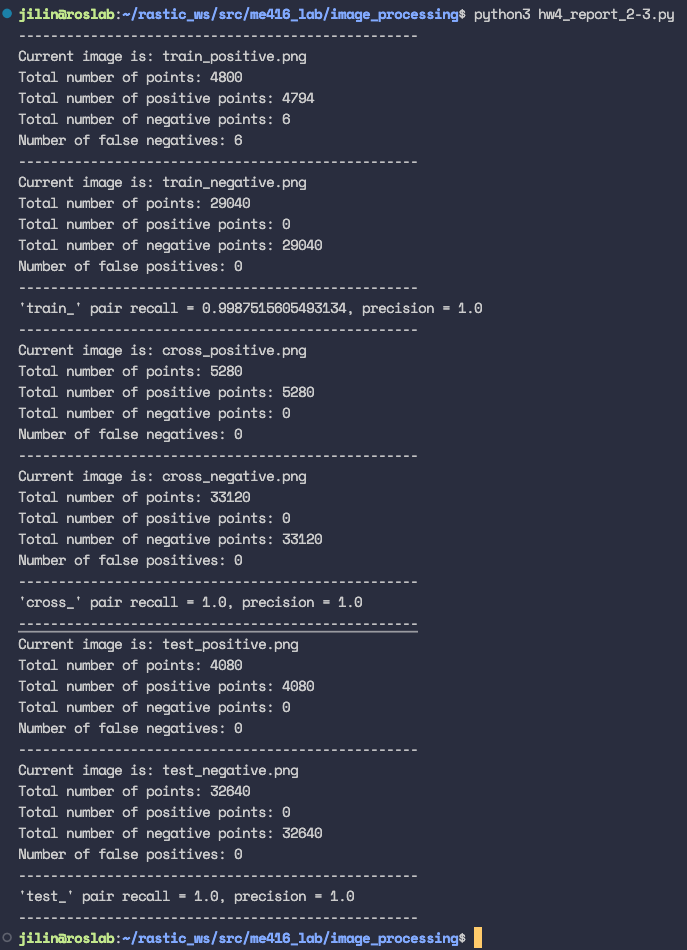 jilin@roslab:~/rastic_ws/src/me416_lab/image_processing$ python3 hw4_report_2-3.py
--------------------------------------------------
Current image is: train_positive.png
Total number of points: 4800
Total number of positive points: 4794
Total number of negative points: 6
Number of false negatives: 6
--------------------------------------------------
Current image is: train_negative.png
Total number of points: 29040
Total number of positive points: 0
Total number of negative points: 29040
Number of false positives: 0
--------------------------------------------------
'train_' pair recall = 0.9987515605493134, precision = 1.0
--------------------------------------------------
Current image is: cross_positive.png
Total number of points: 5280
Total number of positive points: 5280
Total number of negative points: 0
Number of false negatives: 0
--------------------------------------------------
Current image is: cross_negative.png
Total number of points: 33120
Total number of positive points: 0
Total number of negative points: 33120
Number of false positives: 0
--------------------------------------------------
'cross_' pair recall = 1.0, precision = 1.0
--------------------------------------------------
Current image is: test_positive.png
Total number of points: 4080
Total number of positive points: 4080
Total number of negative points: 0
Number of false negatives: 0
--------------------------------------------------
Current image is: test_negative.png
Total number of points: 32640
Total number of positive points: 0
Total number of negative points: 32640
Number of false positives: 0
--------------------------------------------------
'test_' pair recall = 1.0, precision = 1.0
--------------------------------------------------
jilin@roslab:~/rastic_ws/src/me416_lab/image_processing$